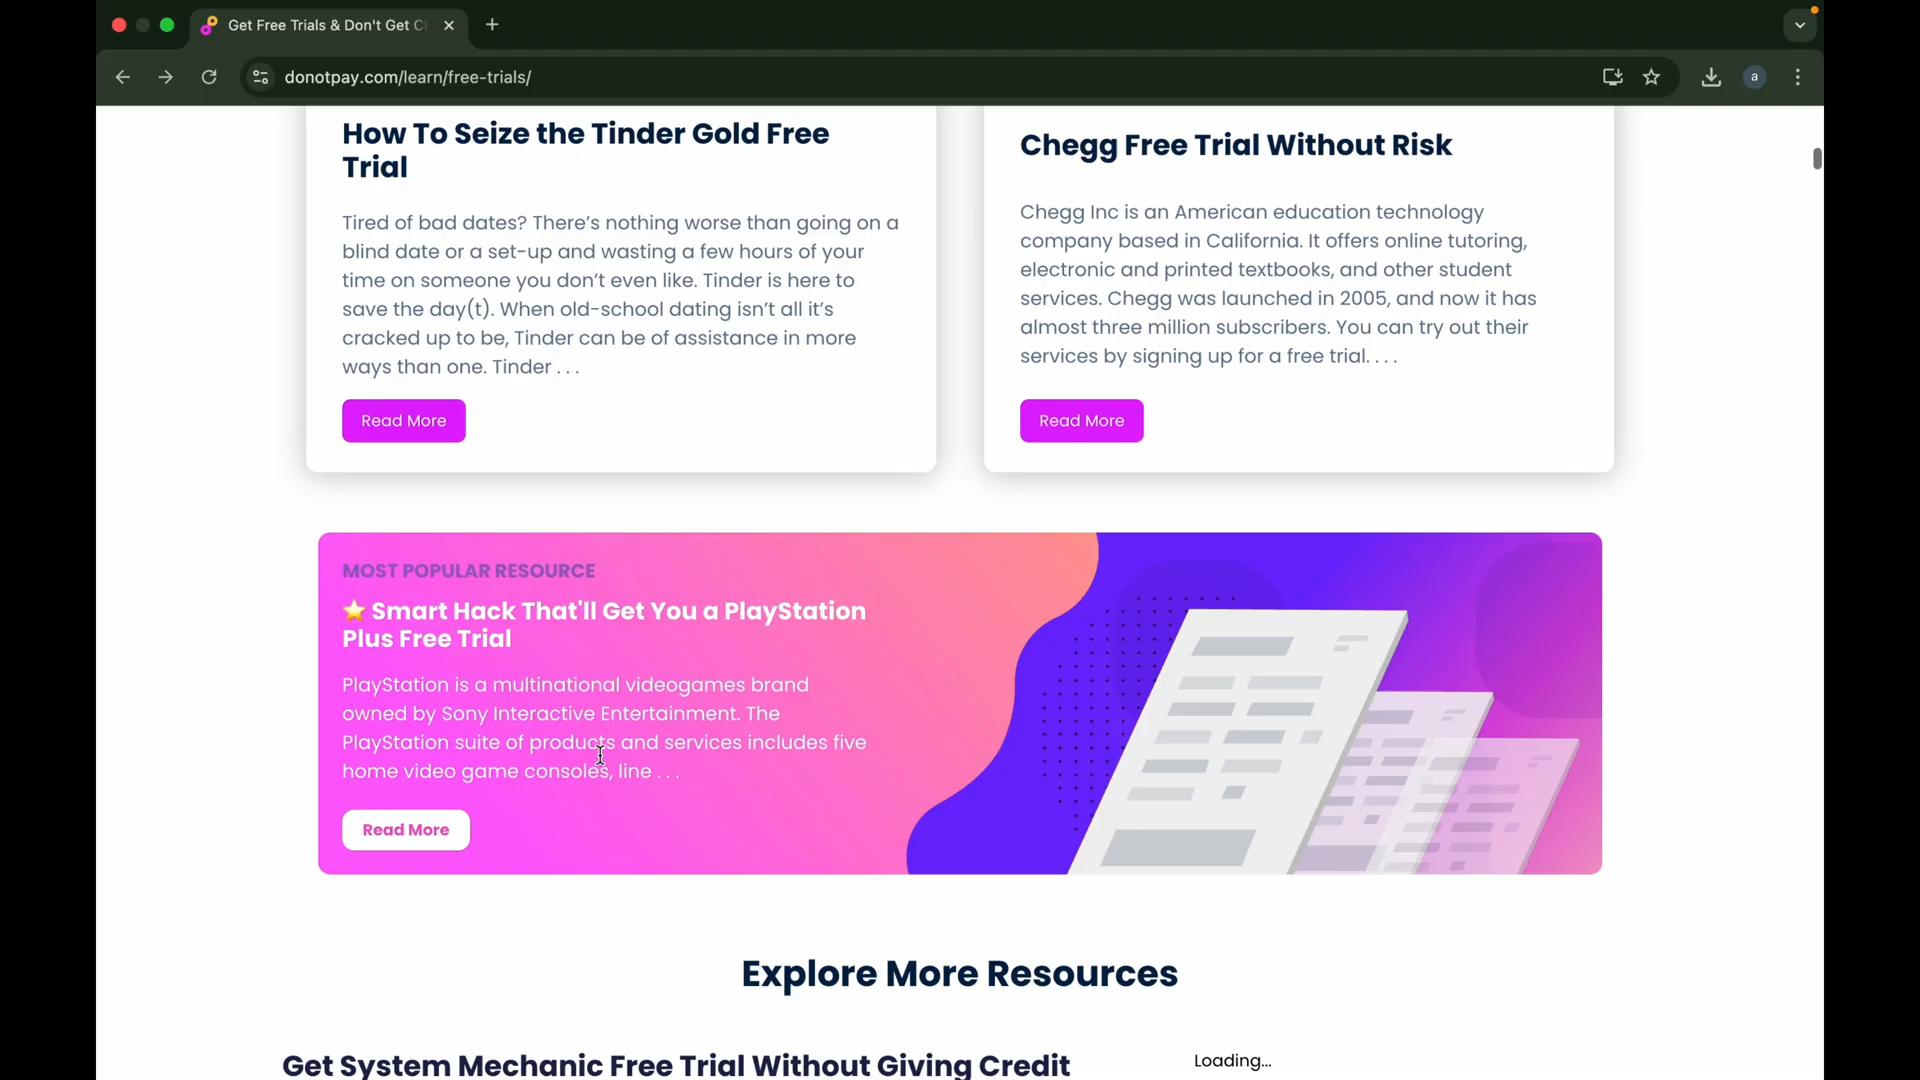 Get Free Trials & Don't Get C
donotpay.com/learn/free-trials/
a
How To Seize the Tinder Gold Free
Trial
Tired of bad dates? There’s nothing worse than going on a
blind date or a set-up and wasting a few hours of your
time on someone you don’t even like. Tinder is here to
save the day(t). When old-school dating isn’t all it’s
cracked up to be, Tinder can be of assistance in more
ways than one. Tinder . . .
Read More
Chegg Free Trial Without Risk
Chegg Inc is an American education technology
company based in California. It offers online tutoring,
electronic and printed textbooks, and other student
services. Chegg was launched in 2005, and now it has
almost three million subscribers. You can try out their
services by signing up for a free trial. . . .
Read More
MOST POPULAR RESOURCE
⭐ Smart Hack That'll Get You a PlayStation
Plus Free Trial
PlayStation is a multinational videogames brand
owned by Sony Interactive Entertainment. The
PlayStation suite of products and services includes five
home video game consoles, line . . .
Read More
Explore More Resources
Get System Mechanic Free Trial Without Giving Credit
Loading...